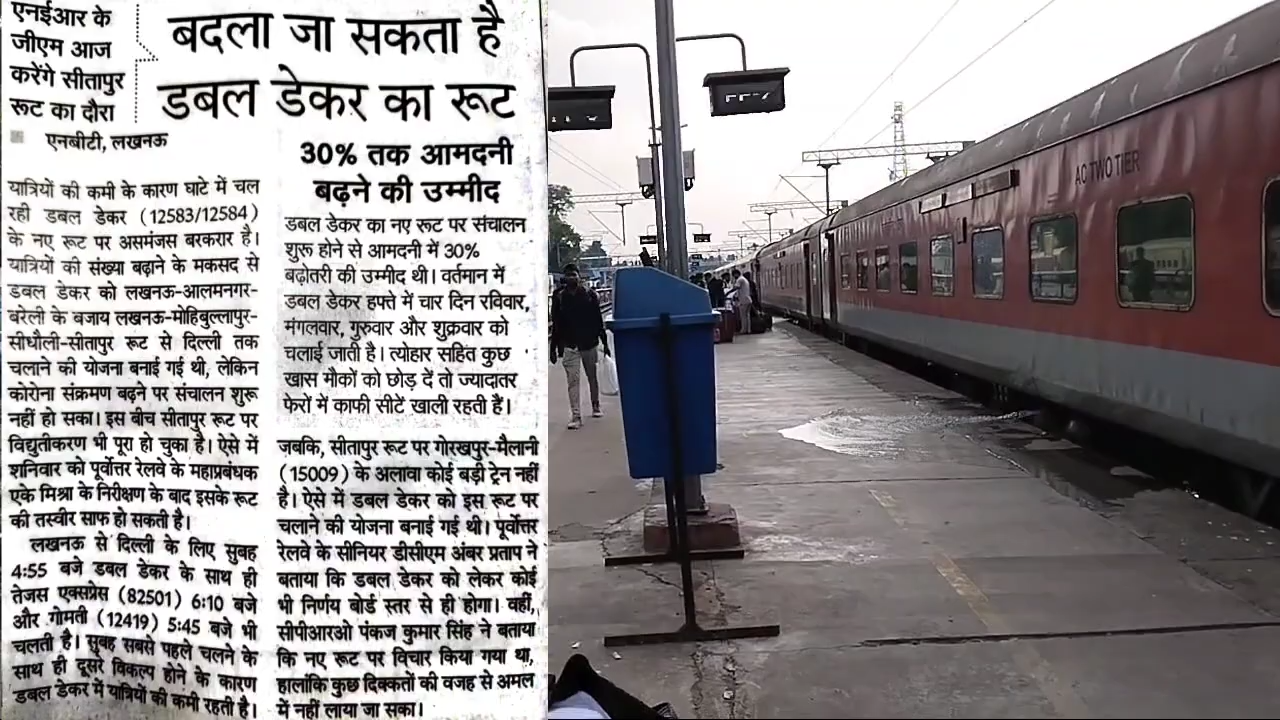 एनईआर के
जीएम आज
करेंगे सीतापुर
रूट का दौरा
बदला जा सकता है
डबल डेकर का रूट
एनबीटी, लखनऊ
यात्रियों की कमी के कारण घाटे में चल
रही डबल डेकर (12583/12584)
के नए रूट पर असमंजस बरकरार है।
यात्रियों की संख्या बढ़ाने के मकसद से
डबल डेकर को लखनऊ-आलमनगर-
बरेली के बजाय लखनऊ-मोहिबुल्लापुर-
सीधौली-सीतापुर रूट से दिल्ली तक
चलाने की योजना बनाई गई थी, लेकिन
कोरोना संक्रमण बढ़ने पर संचालन शुरू
नहीं हो सका। इस बीच सीतापुर रूट पर
विद्युतीकरण भी पूरा हो चुका है। ऐसे में
शनिवार को पूर्वोत्तर रेलवे के महाप्रबंधक
एके मिश्रा के निरीक्षण के बाद इसके रूट
की तस्वीर साफ हो सकती है।
लखनऊ से दिल्ली के लिए सुबह
4:55 बजे डबल डेकर के साथ ही
तेजस एक्सप्रेस (82501) 6:10 बजे
और गोमती (12419) 5:45 बजे भी
चलती है। सुबह सबसे पहले चलने के
साथ ही दूसरे विकल्प होने के कारण
डबल डेकर में यात्रियों की कमी रहती है।
30% तक आमदनी
बढ़ने की उम्मीद
डबल डेकर का नए रूट पर संचालन
शुरू होने से आमदनी में 30%
बढ़ोतरी की उम्मीद थी। वर्तमान में
डबल डेकर हफ्ते में चार दिन रविवार,
मंगलवार, गुरुवार और शुक्रवार को
चलाई जाती है। त्योहार सहित कुछ
खास मौकों को छोड़ दें तो ज्यादातर
फेरों में काफी सीटें खाली रहती हैं।
जबकि, सीतापुर रूट पर गोरखपुर-मैलानी
(15009) के अलावा कोई बड़ी ट्रेन नहीं
है। ऐसे में डबल डेकर को इस रूट पर
चलाने की योजना बनाई गई थी। पूर्वोत्तर
रेलवे के सीनियर डीसीएम अंबर प्रताप ने
बताया कि डबल डेकर को लेकर कोई
भी निर्णय बोर्ड स्तर से ही होगा। वहीं,
सीपीआरओ पंकज कुमार सिंह ने बताया
कि नए रूट पर विचार किया गया था,
हालांकि कुछ दिक्कतों की वजह से अमल
में नहीं लाया जा सका।
AC TWO TIER